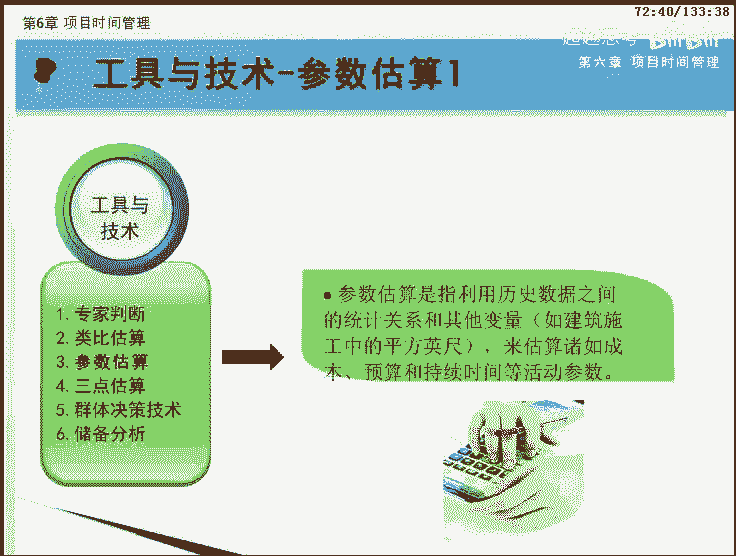 第6章 项目时间管理
72:40/133:38
第六章 项目时间管理
工具与技术-参数估算1
工具与
技术
1.专家判断
2.类比估算
3.参数估算
4.三点估算
5.群体决策技术
6.储备分析
●参数估算是指利用历史数据之间
的统计关系和其他变量（如建筑施
工中的平方英尺），来估算诸如成
本、预算和持续时间等活动参数。